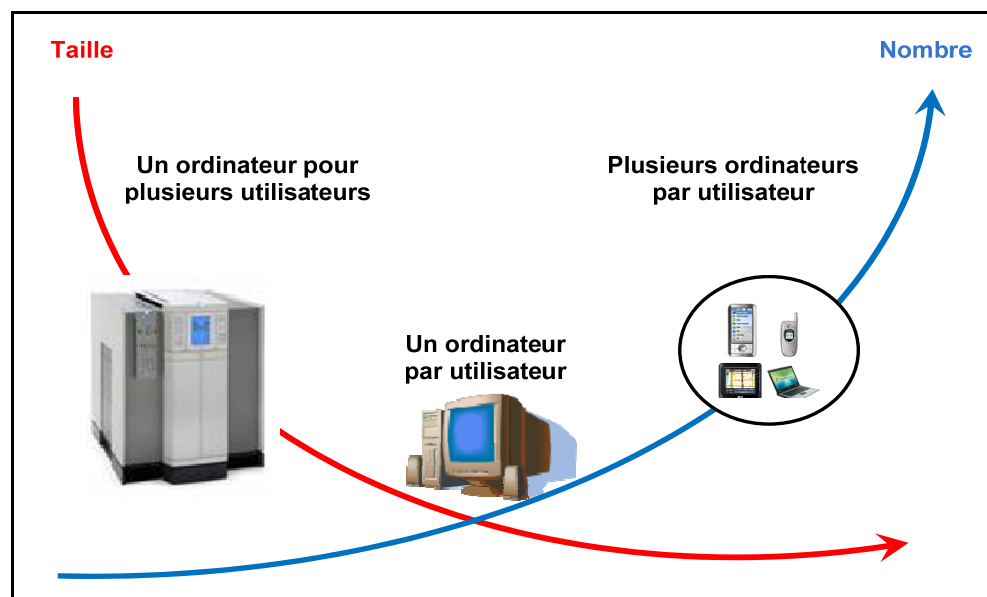 Taille
Nombre
Un ordinateur pour
plusieurs utilisateurs
Plusieurs ordinateurs
par utilisateur
Un ordinateur
par utilisateur